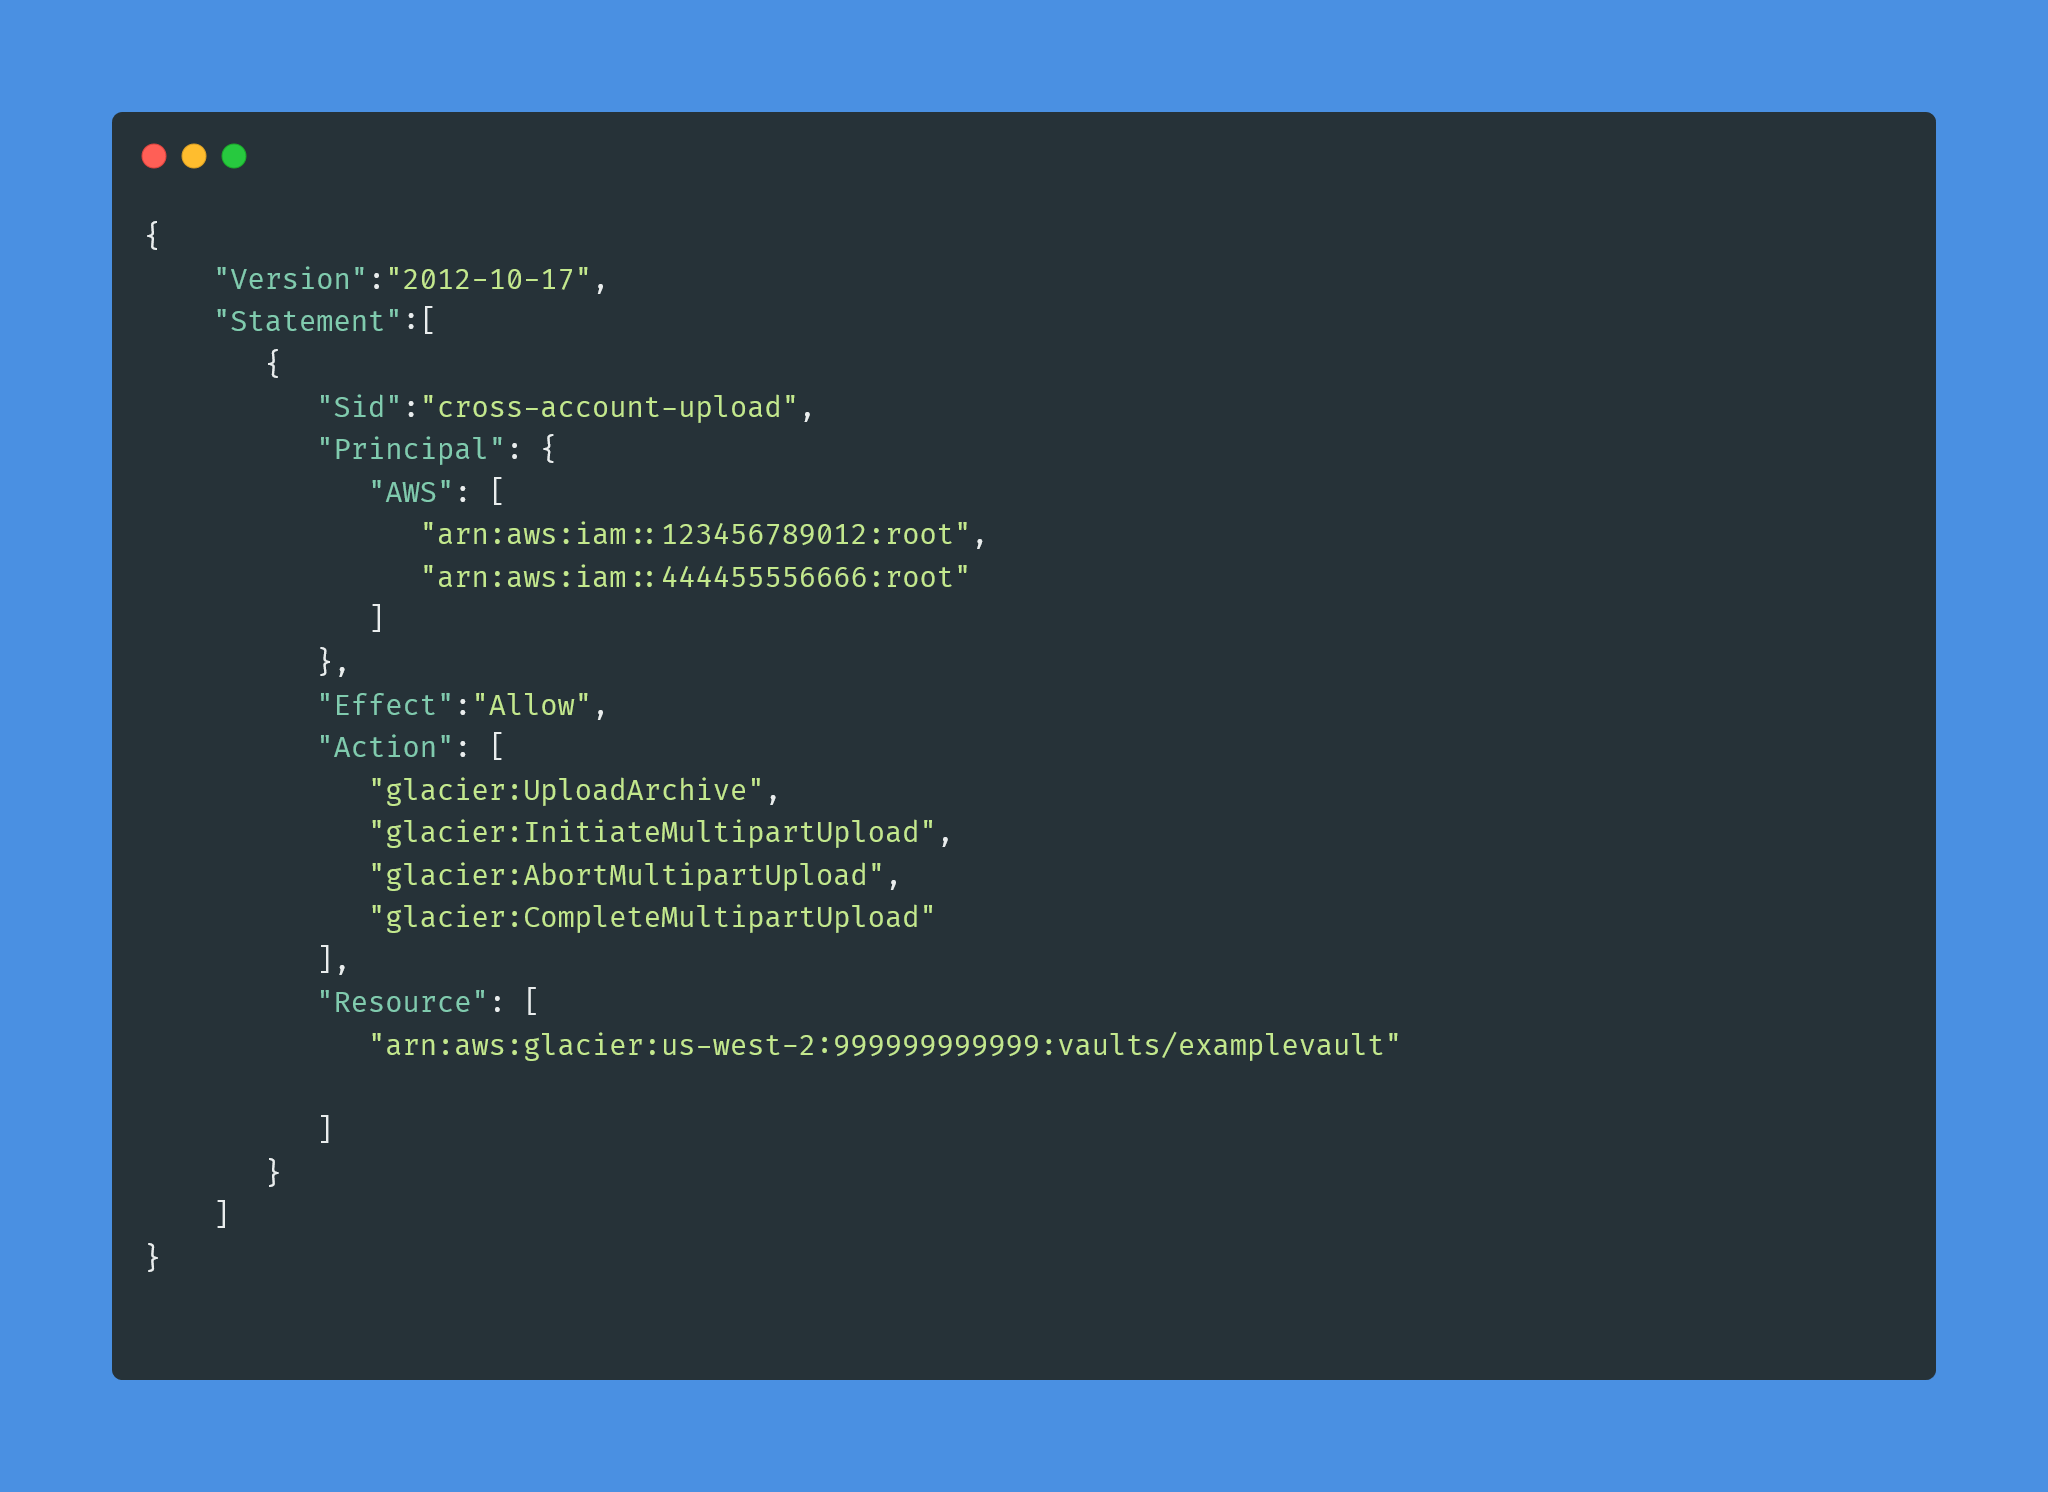 {
    "Version":"2012-10-17",
    "Statement":[
       {
          "Sid":"cross-account-upload",
          "Principal": {
             "AWS": [
                "arn:aws:iam::123456789012:root",
                "arn:aws:iam::444455556666:root"
             ]
          },
          "Effect":"Allow",
          "Action": [
             "glacier:UploadArchive",
             "glacier:InitiateMultipartUpload",
             "glacier:AbortMultipartUpload",
             "glacier:CompleteMultipartUpload"
          ],
          "Resource": [
             "arn:aws:glacier:us-west-2:999999999999:vaults/examplevault"

          ]
       }
    ]
}